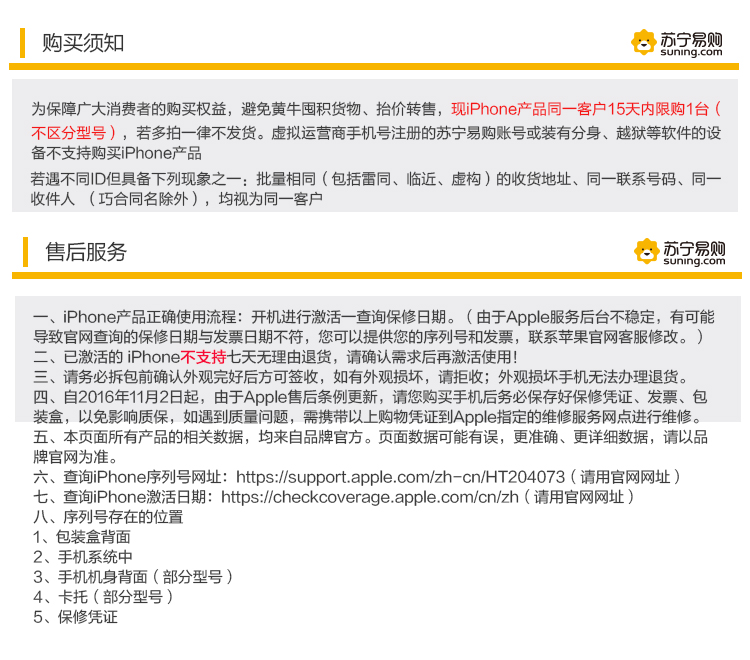 购买须知
苏宁易购
suning.com
为保障广大消费者的购买权益，避免黄牛囤积货物、抬价转售，现iPhone产品同一客户15天内限购1台（
不区分型号），若多拍一律不发货。虚拟运营商手机号注册的苏宁易购账号或装有分身、越狱等软件的设
备不支持购买iPhone产品
若遇不同ID但具备下列现象之一：批量相同（包括雷同、临近、虚构）的收货地址、同一联系号码、同一
收件人 （巧合同名除外），均视为同一客户
售后服务
苏宁易购
suning.com
一、iPhone产品正确使用流程：开机进行激活一查询保修日期。（由于Apple服务后台不稳定，有可能
导致官网查询的保修日期与发票日期不符，您可以提供您的序列号和发票，联系苹果官网客服修改。）
二、已激活的 iPhone不支持七天无理由退货，请确认需求后再激活使用！
三、请务必拆包前确认外观完好后方可签收，如有外观损坏，请拒收；外观损坏手机无法办理退货。
四、自2016年11月2日起，由于Apple售后条例更新，请您购买手机后务必保存好保修凭证、发票、包
装盒，以免影响质保，如遇到质量问题，需携带以上购物凭证到Apple指定的维修服务网点进行维修。
五、本页面所有产品的相关数据，均来自品牌官方。页面数据可能有误，更准确、更详细数据，请以品
牌官网为准。
六、查询iPhone序列号网址：https://support.apple.com/zh-cn/HT204073（请用官网网址）
七、查询iPhone激活日期：https://checkcoverage.apple.com/cn/zh（请用官网网址）
八、序列号存在的位置
1、包装盒背面
2、手机系统中
3、手机机身背面（部分型号）
4、卡托（部分型号）
5、保修凭证